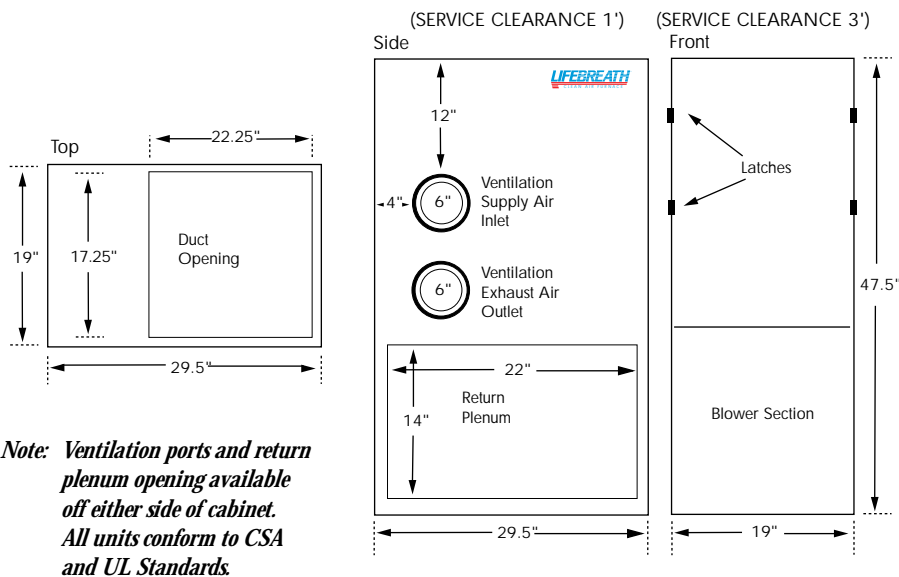 (SERVICE CLEARANCE 1')
(SERVICE CLEARANCE 3')
Side
Front
LIFEBREATH
CLEAN AIR FURNACE
12"
4"
6"
Ventilation
Supply Air
Inlet
6"
Ventilation
Exhaust Air
Outlet
22"
14"
Return
Plenum
29.5"
Latches
47.5"
Blower Section
19"
Top
22.25"
19"
17.25"
Duct
Opening
29.5"
Note: Ventilation ports and return
plenum opening available
off either side of cabinet.
All units conform to CSA
and UL Standards.